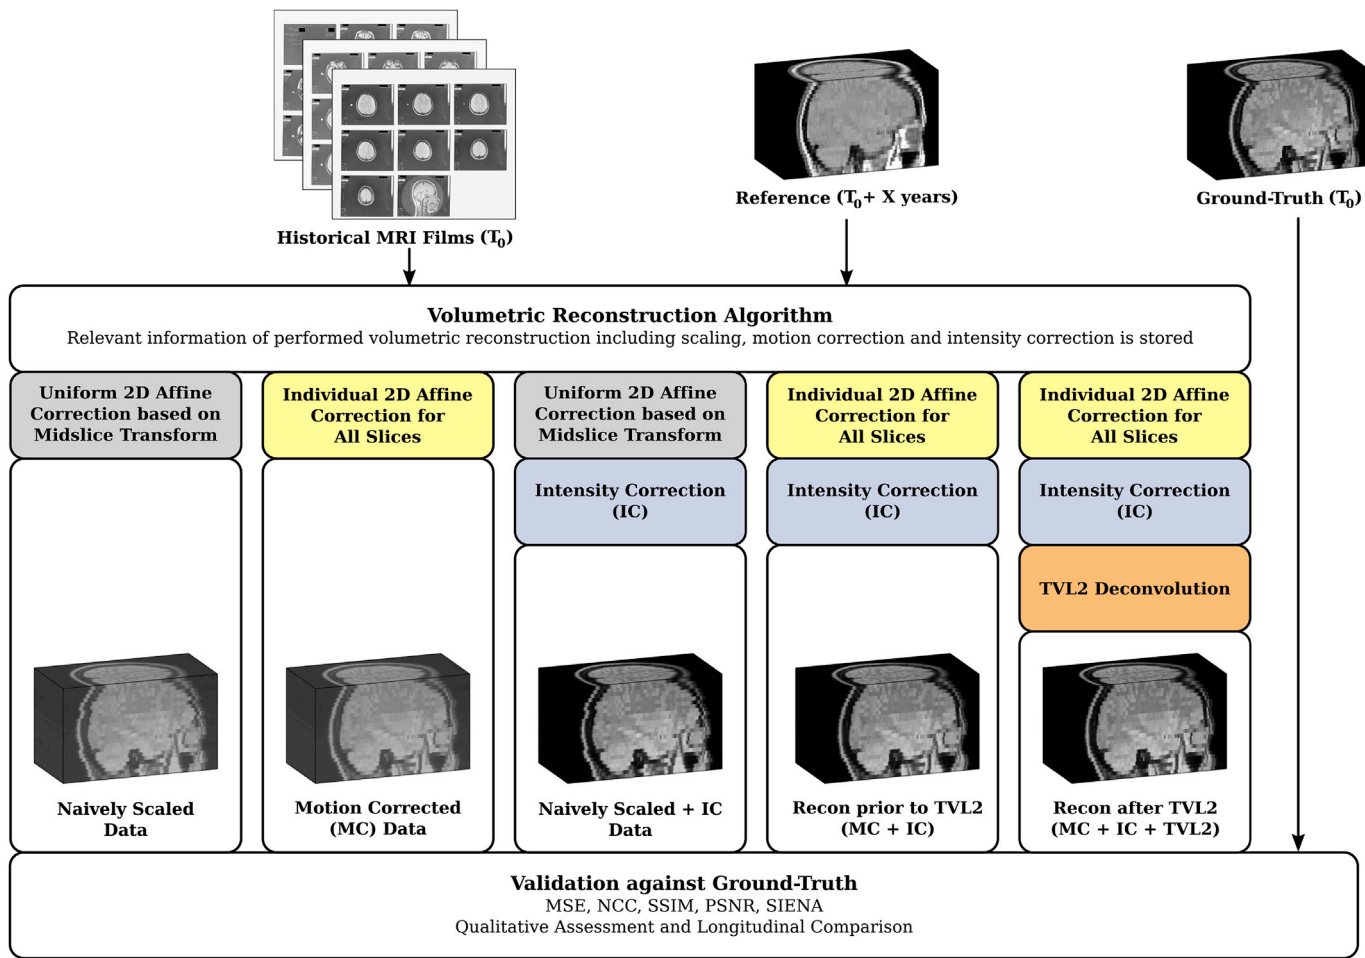 Historical MRI Films (T0)
Reference (T0+ X years)
Ground-Truth (T0)
Volumetric Reconstruction Algorithm
Relevant information of performed volumetric reconstruction including scaling, motion correction and intensity correction is stored
Uniform 2D Affine
Correction based on
Midslice Transform
Individual 2D Affine
Correction for
All Slices
Uniform 2D Affine
Correction based on
Midslice Transform
Individual 2D Affine
Correction for
All Slices
Individual 2D Affine
Correction for
All Slices
Intensity Correction
(IC)
Intensity Correction
(IC)
Intensity Correction
(IC)
TVL2 Deconvolution
Naively Scaled
Data
Motion Corrected
(MC) Data
Naively Scaled + IC
Data
Recon prior to TVL2
(MC + IC)
Recon after TVL2
(MC + IC + TVL2)
Validation against Ground-Truth
MSE, NCC, SSIM, PSNR, SIENA
Qualitative Assessment and Longitudinal Comparison